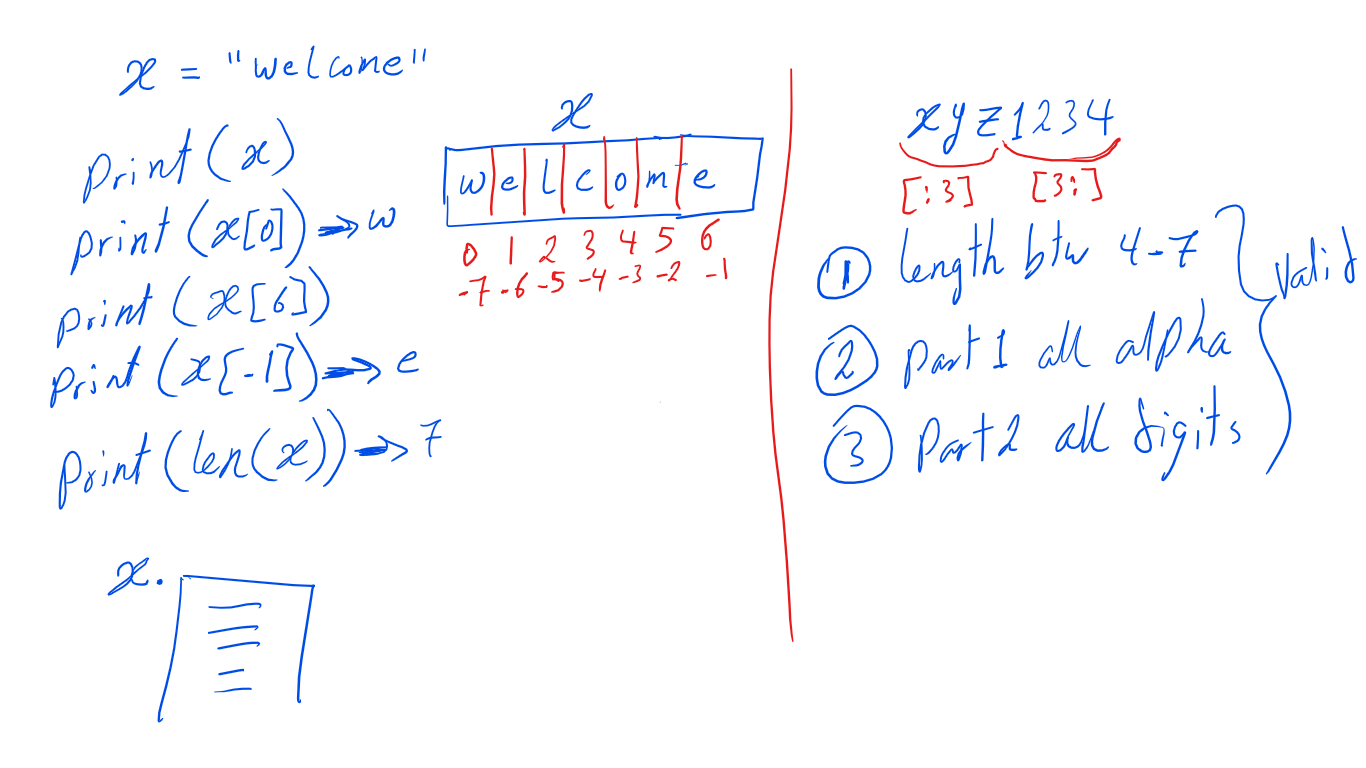 x = "welcome"
print(x)
print(x[0]) → w
print(x[6])
print(x[-1]) → e
print(len(x)) → 7
x.
x
w e l c o m e
0 1 2 3 4 5 6
-7 -6 -5 -4 -3 -2 -1
xyz1234
[:3] [3:]
1 length btw 4-7
2 part1 all alpha
3 Part2 all digits
valid